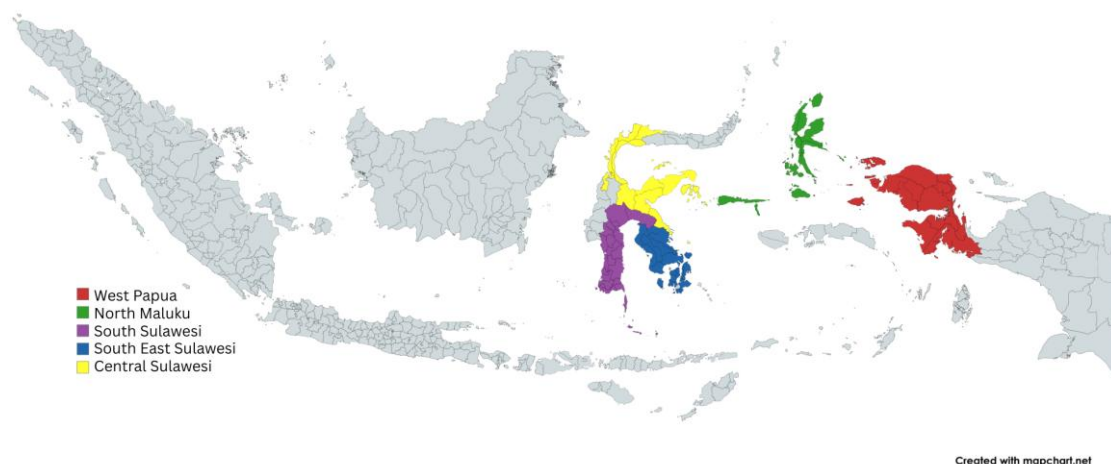 West Papua
North Maluku
South Sulawesi
South East Sulawesi
Central Sulawesi
Created with mapchart.net